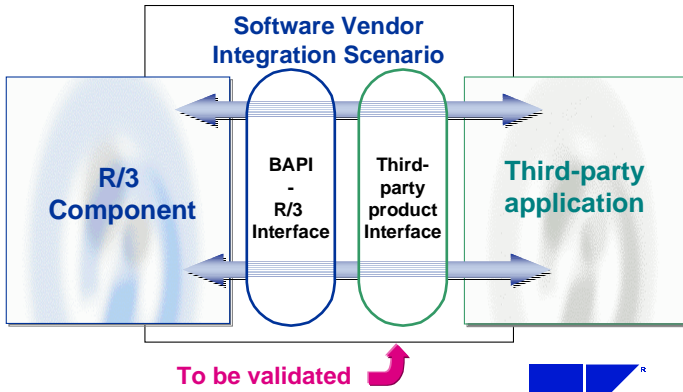 Software Vendor
Integration Scenario
R/3
Component
BAPI
-
R/3
Interface
Third-
party
product
Interface
Third-party
application
To be validated
®